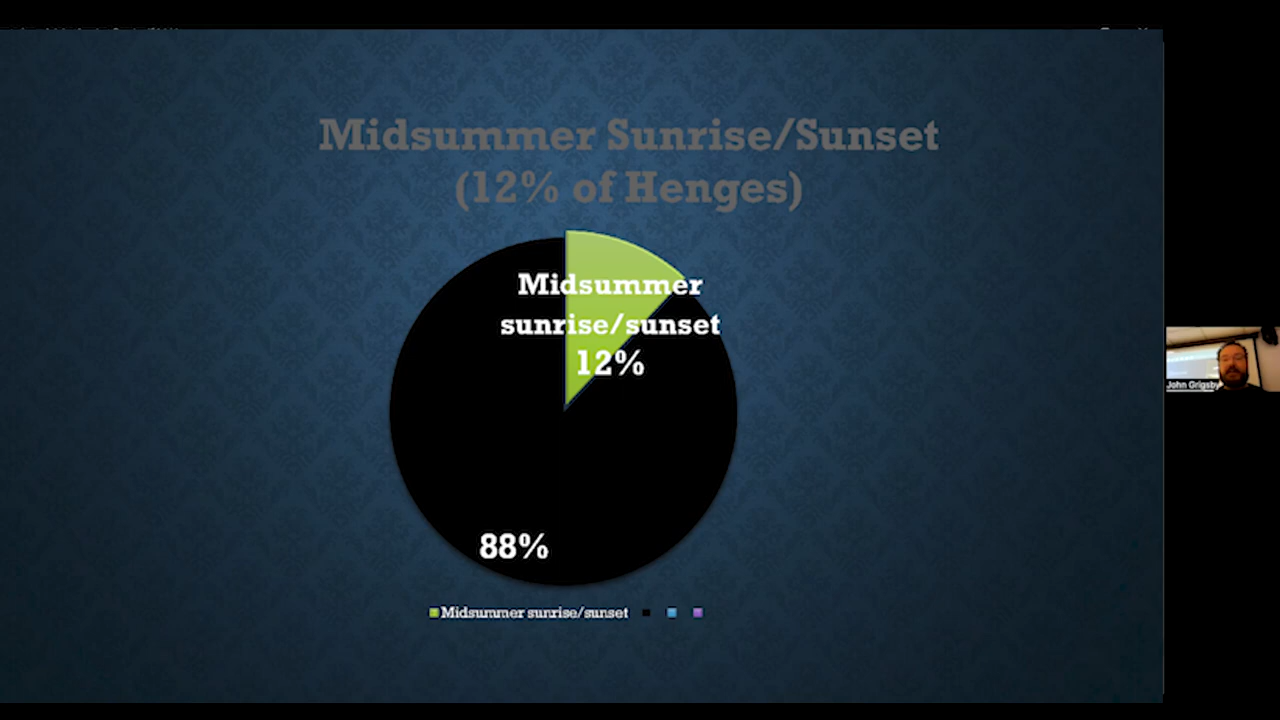 Midsummer Sunrise/Sunset
(12% of Henges)
Midsummer
sunrise/sunset
12%
88%
Midsummer sunrise/sunset
John Grigsby